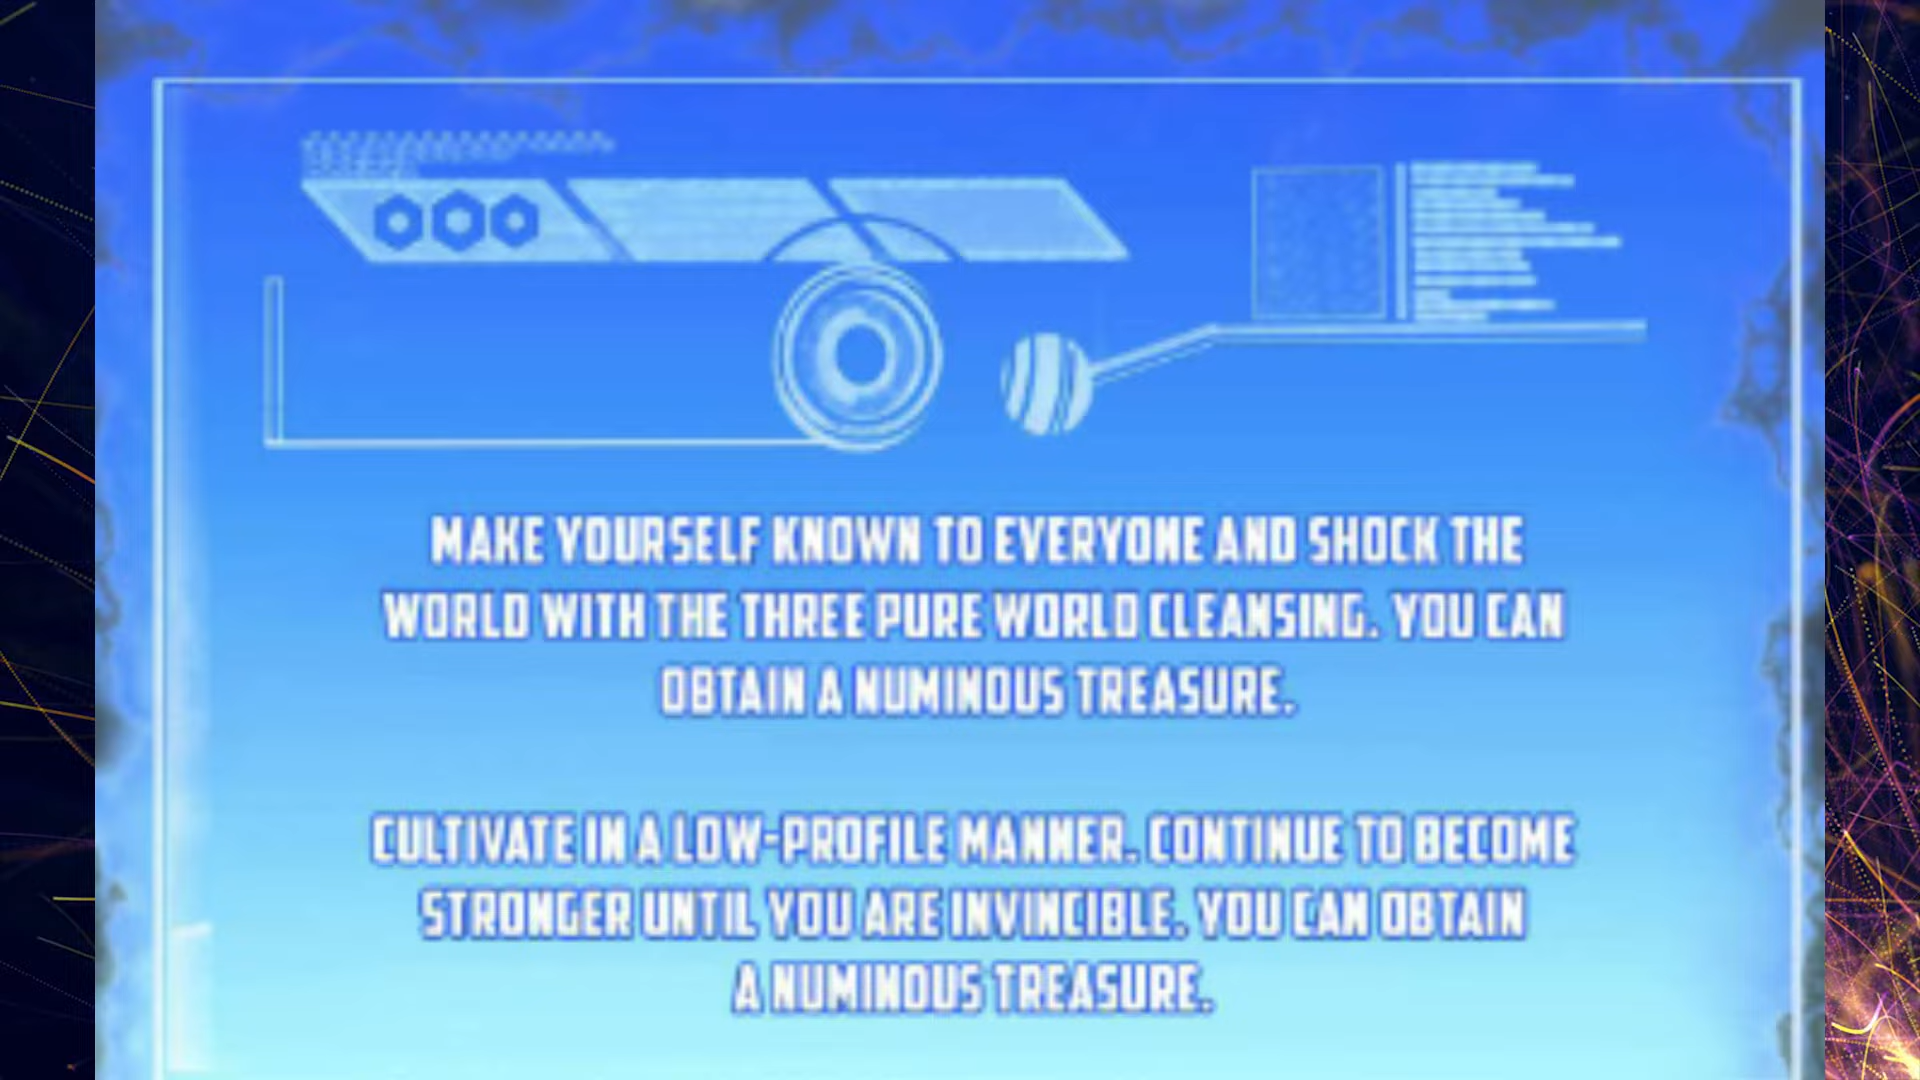 MAKE YOURSELF KNOWN TO EVERYONE AND SHOCK THE
WORLD WITH THE THREE PURE WORLD CLEANSING. YOU CAN
OBTAIN A NUMINOUS TREASURE.
CULTIVATE IN A LOW-PROFILE MANNER. CONTINUE TO BECOME
STRONGER UNTIL YOU ARE INVINCIBLE. YOU CAN OBTAIN
A NUMINOUS TREASURE.